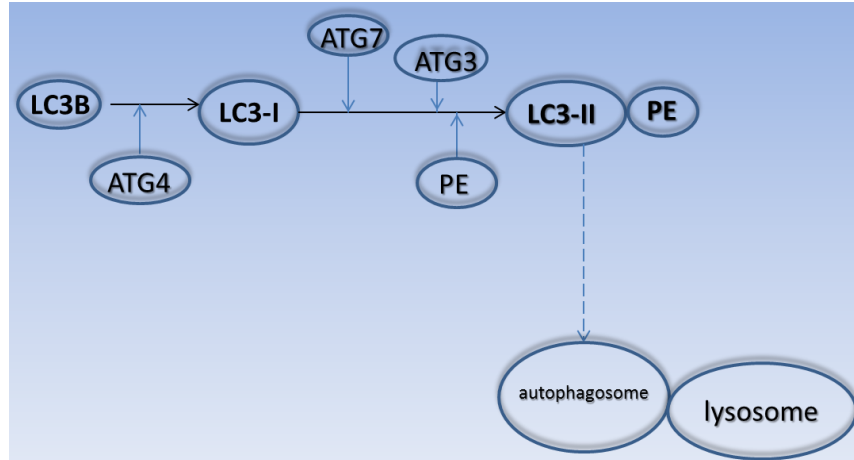 ATG7
ATG3
LC3B
LC3-I
LC3-II
PE
ATG4
PE
autophagosome
lysosome